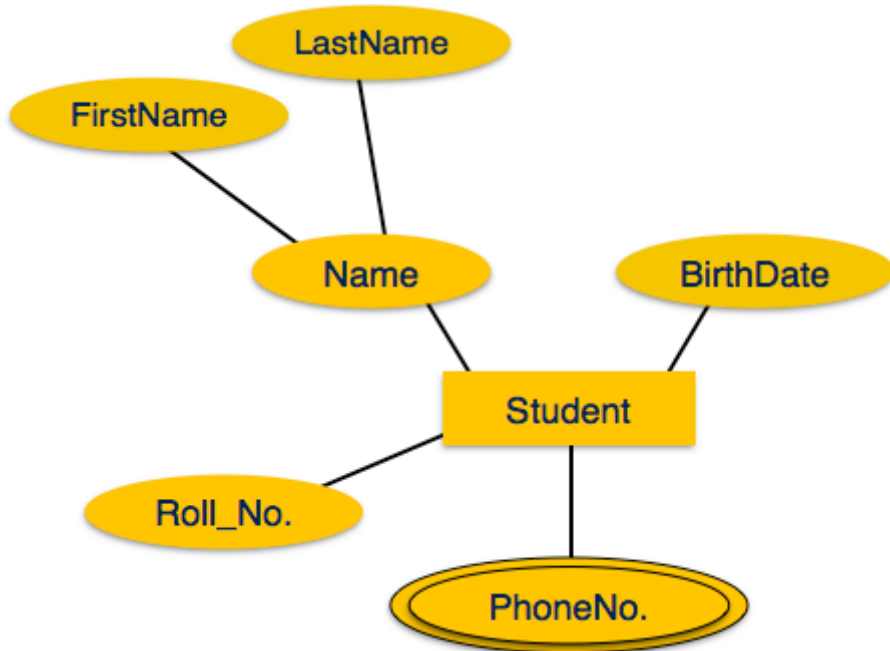 LastName
FirstName
Name
BirthDate
Student
Roll_No.
PhoneNo.